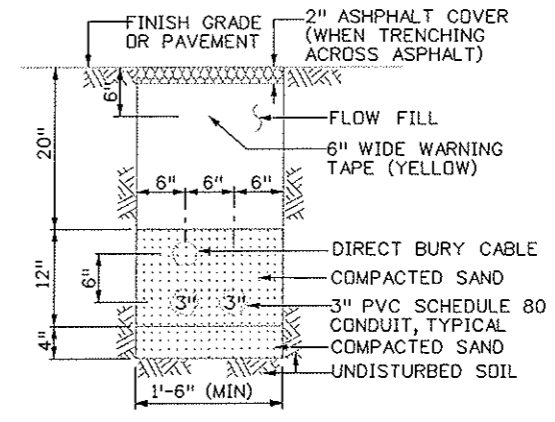 FINISH GRADE
OR PAVEMENT
2" ASHPHALT COVER
(WHEN TRENCHING
ACROSS ASPHALT)
6"
FLOW FILL
20"
6" WIDE WARNING
TAPE (YELLOW)
6" 6" 6"
DIRECT BURY CABLE
12"
6"
COMPACTED SAND
3" 3"
3" PVC SCHEDULE 80
CONDUIT, TYPICAL
4"
COMPACTED SAND
UNDISTURBED SOIL
1'-6" (MIN)